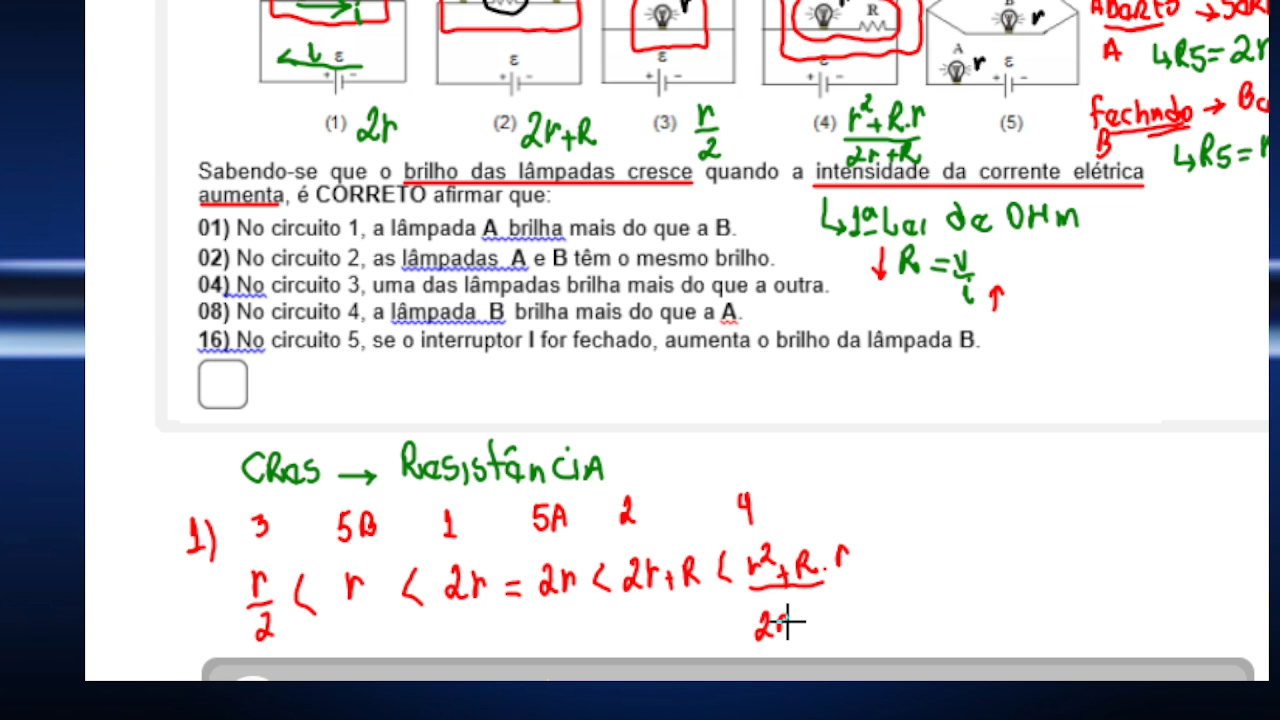 r r R r B r
i
i ε ε ε ε ε A r
(1) 2r (2) 2r+R (3) r/2 (4) r²+R.r/2r+R (5)
ABERTO →
A ↳R5=2r
fechado →
B ↳R5=
Sabendo-se que o brilho das lâmpadas cresce quando a intensidade da corrente elétrica
aumenta, é CORRETO afirmar que:
↳1ª Lei de OHm
↓ R = V/i ↑
01) No circuito 1, a lâmpada A brilha mais do que a B.
02) No circuito 2, as lâmpadas A e B têm o mesmo brilho.
04) No circuito 3, uma das lâmpadas brilha mais do que a outra.
08) No circuito 4, a lâmpada B brilha mais do que a A.
16) No circuito 5, se o interruptor I for fechado, aumenta o brilho da lâmpada B.
CRES → RESIStÂNCIA
1) 3 5B 1 5A 2 4
r/2 < r < 2r = 2r < 2r+R < r²+R.r/2r